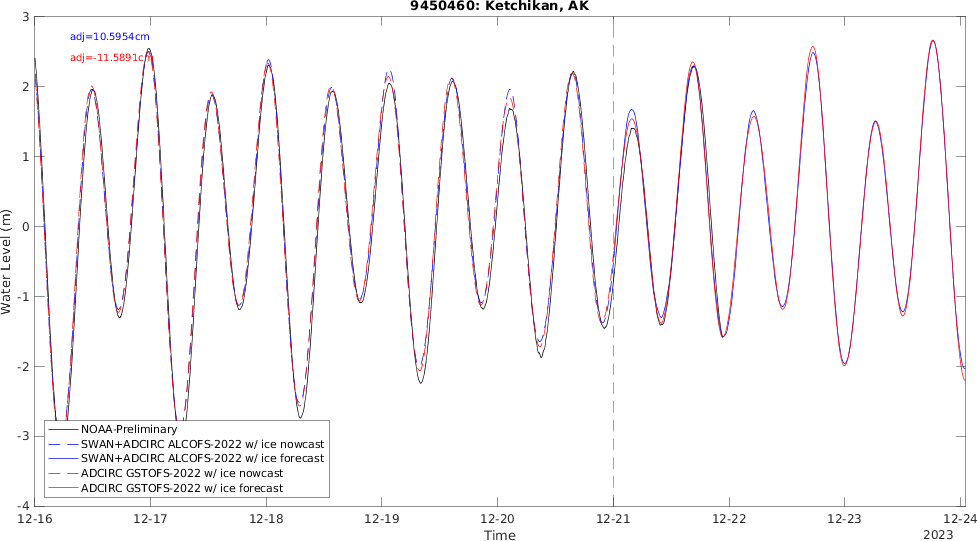 9450460: Ketchikan, AK
adj=10.5954cm
adj=-11.5891cm
3
2
1
0
-1
-2
-3
-4
Water Level (m)
NOAA-Preliminary
SWAN+ADCIRC ALCOFS-2022 w/ ice nowcast
SWAN+ADCIRC ALCOFS-2022 w/ ice forecast
ADCIRC GSTOFS-2022 w/ ice nowcast
ADCIRC GSTOFS-2022 w/ ice forecast
12-16 12-17 12-18 12-19 12-20 12-21 12-22 12-23 12-24
Time
2023